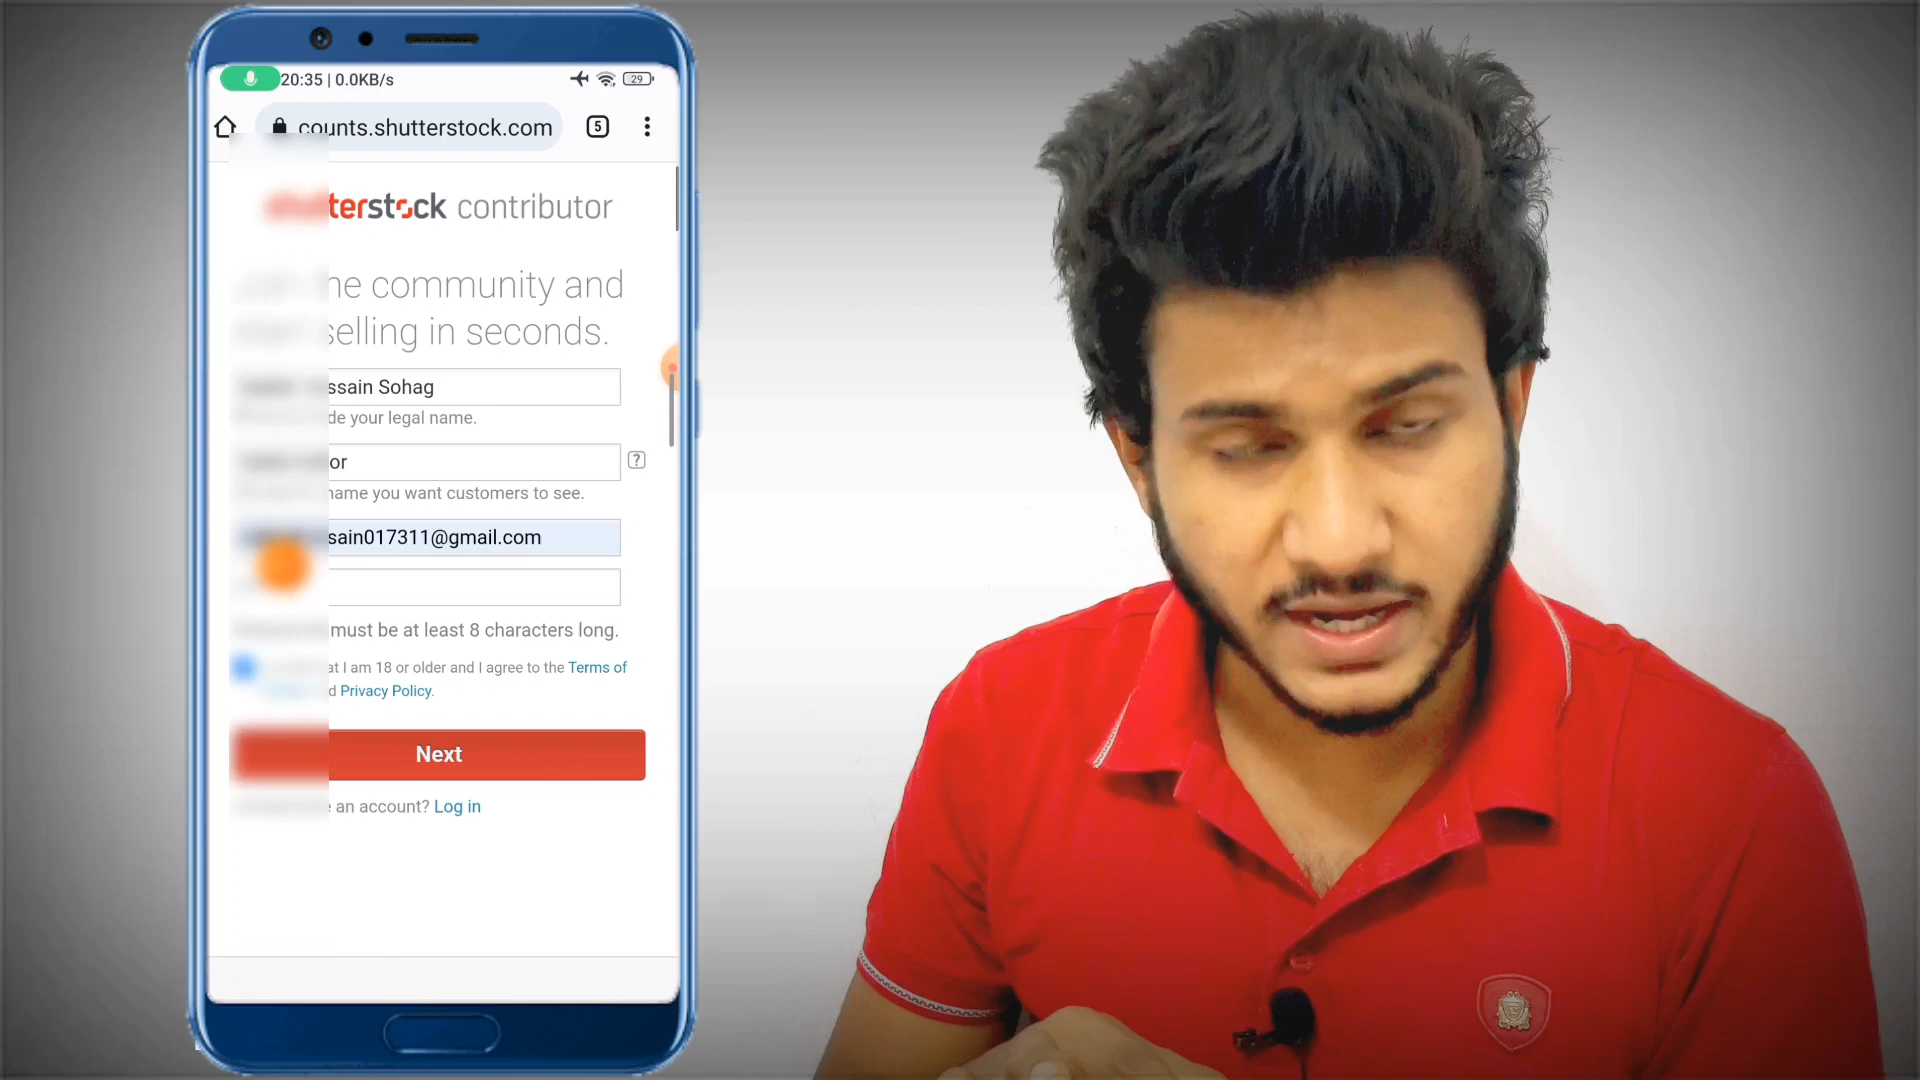 20:35 | 0.0KB/s
29
counts.shutterstock.com
5
terstock contributor
he community and
selling in seconds.
ssain Sohag
de your legal name.
or
?
name you want customers to see.
sain017311@gmail.com
must be at least 8 characters long.
at I am 18 or older and I agree to the Terms of
d Privacy Policy.
Next
an account? Log in